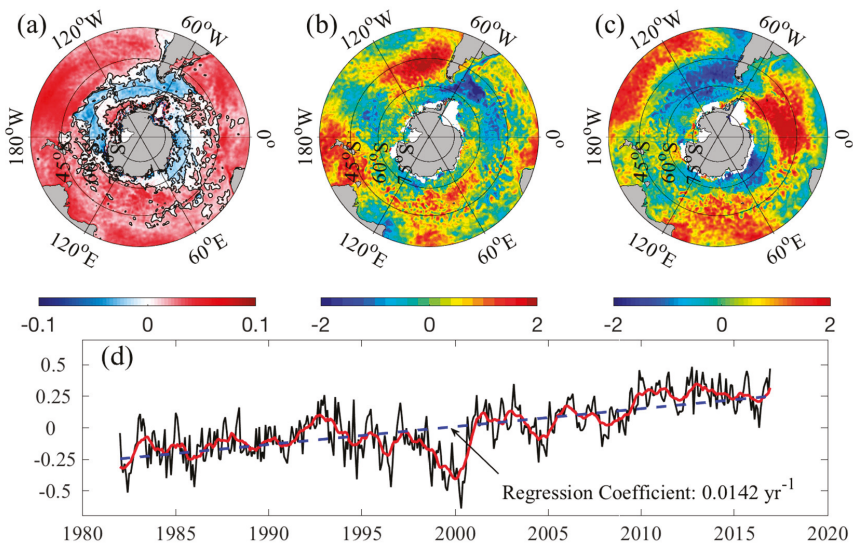 (a) (b) (c)
120°W 60°W 120°W 60°W 120°W 60°W
180°W 0° 180°W 0° 180°W 0°
45°S 45°S 60°S 75°S 45°S 60°S 75°S
120°E 60°E 120°E 60°E 120°E 60°E
-0.1 0 0.1 -2 0 2 -2 0 2
(d)
0.5
0.25
0
-0.25
-0.5
Regression Coefficient: 0.0142 yr⁻¹
1980 1985 1990 1995 2000 2005 2010 2015 2020